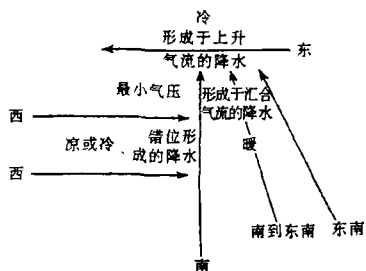 冷
形成于上升
东
气流的降水
最小气压
形成于汇合
气流的降水
西
凉或冷
错位形
成的降水
暖
西
南到东南
东南
南